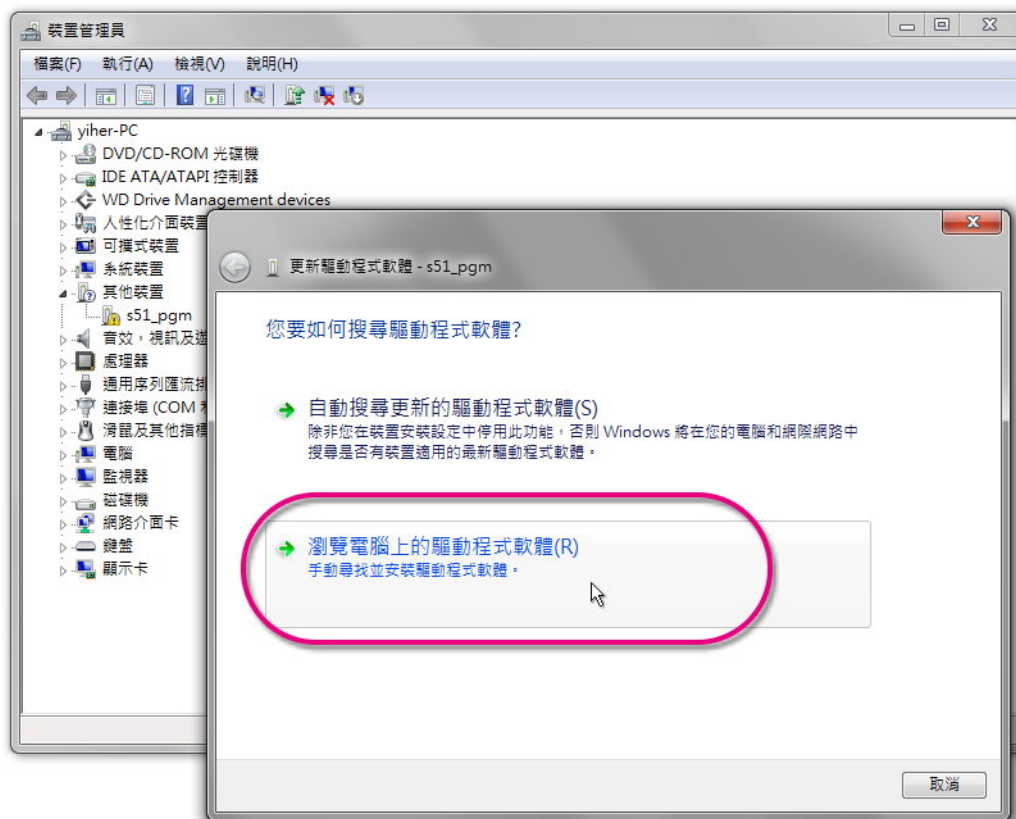 裝置管理員
檔案(F) 執行(A) 檢視(V) 說明(H)
yiher-PC
DVD/CD-ROM 光碟機
IDE ATA/ATAPI 控制器
WD Drive Management devices
人性化介面裝置
可攜式裝置
系統裝置
其他裝置
s51_pgm
音效，視訊及遊
處理器
通用序列匯流排
連接埠 (COM
滑鼠及其他指標
電腦
監視器
磁碟機
網路介面卡
鍵盤
顯示卡
更新驅動程式軟體 - s51_pgm
您要如何搜尋驅動程式軟體?
自動搜尋更新的驅動程式軟體(S)
除非您在裝置安裝設定中停用此功能，否則 Windows 將在您的電腦和網際網路中
搜尋是否有裝置適用的最新驅動程式軟體。
瀏覽電腦上的驅動程式軟體(R)
手動尋找並安裝驅動程式軟體。
取消